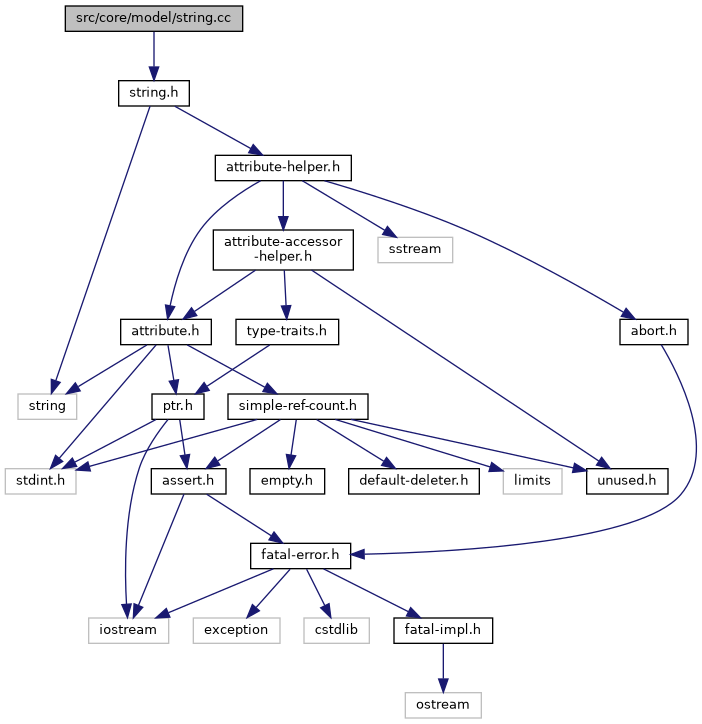 src/core/model/string.cc
string.h
attribute-helper.h
attribute-accessor
-helper.h
sstream
attribute.h
type-traits.h
abort.h
string
ptr.h
simple-ref-count.h
stdint.h
assert.h
empty.h
default-deleter.h
limits
unused.h
fatal-error.h
iostream
exception
cstdlib
fatal-impl.h
ostream